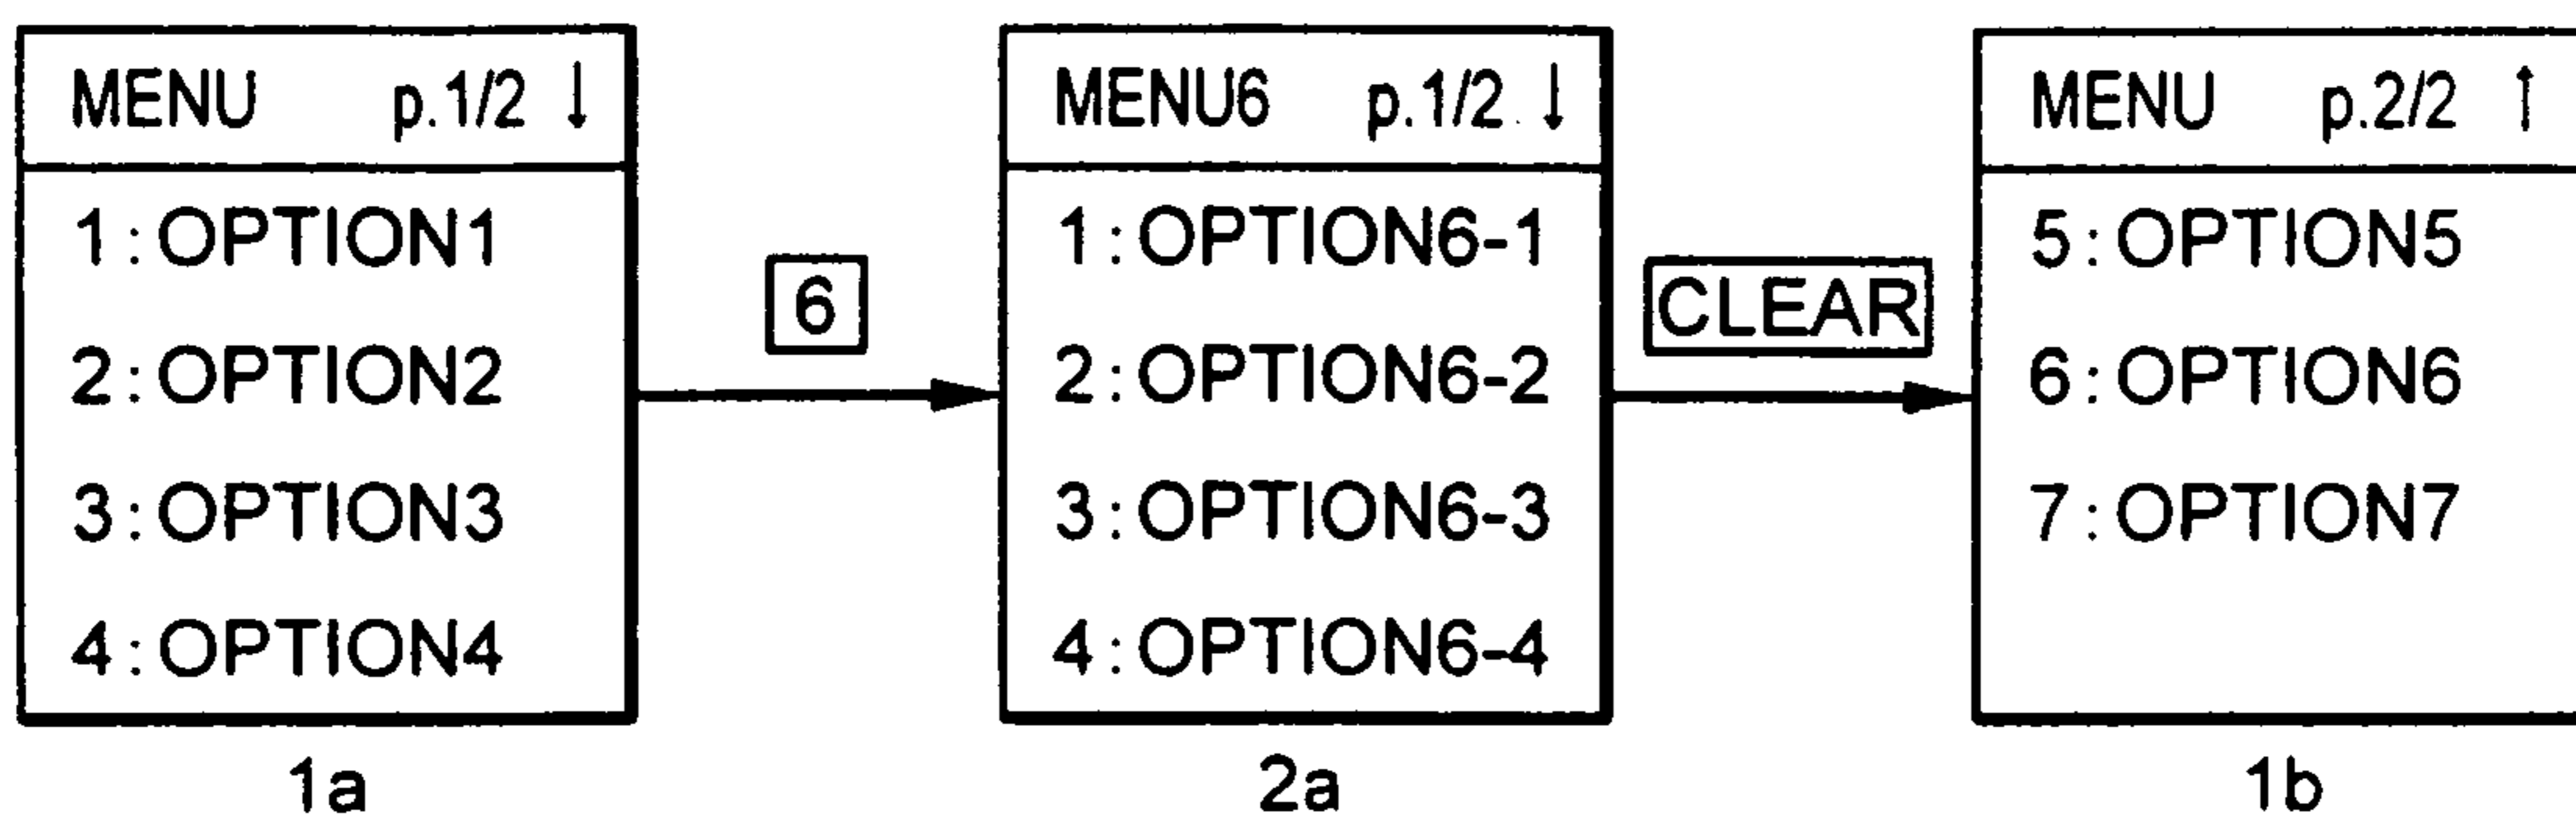 MENU p.1/2 ↓
1:OPTION1
2:OPTION2
3:OPTION3
4:OPTION4
1a
6
MENU6 p.1/2 ↓
1:OPTION6-1
2:OPTION6-2
3:OPTION6-3
4:OPTION6-4
2a
CLEAR
MENU p.2/2 ↑
5:OPTION5
6:OPTION6
7:OPTION7
1b